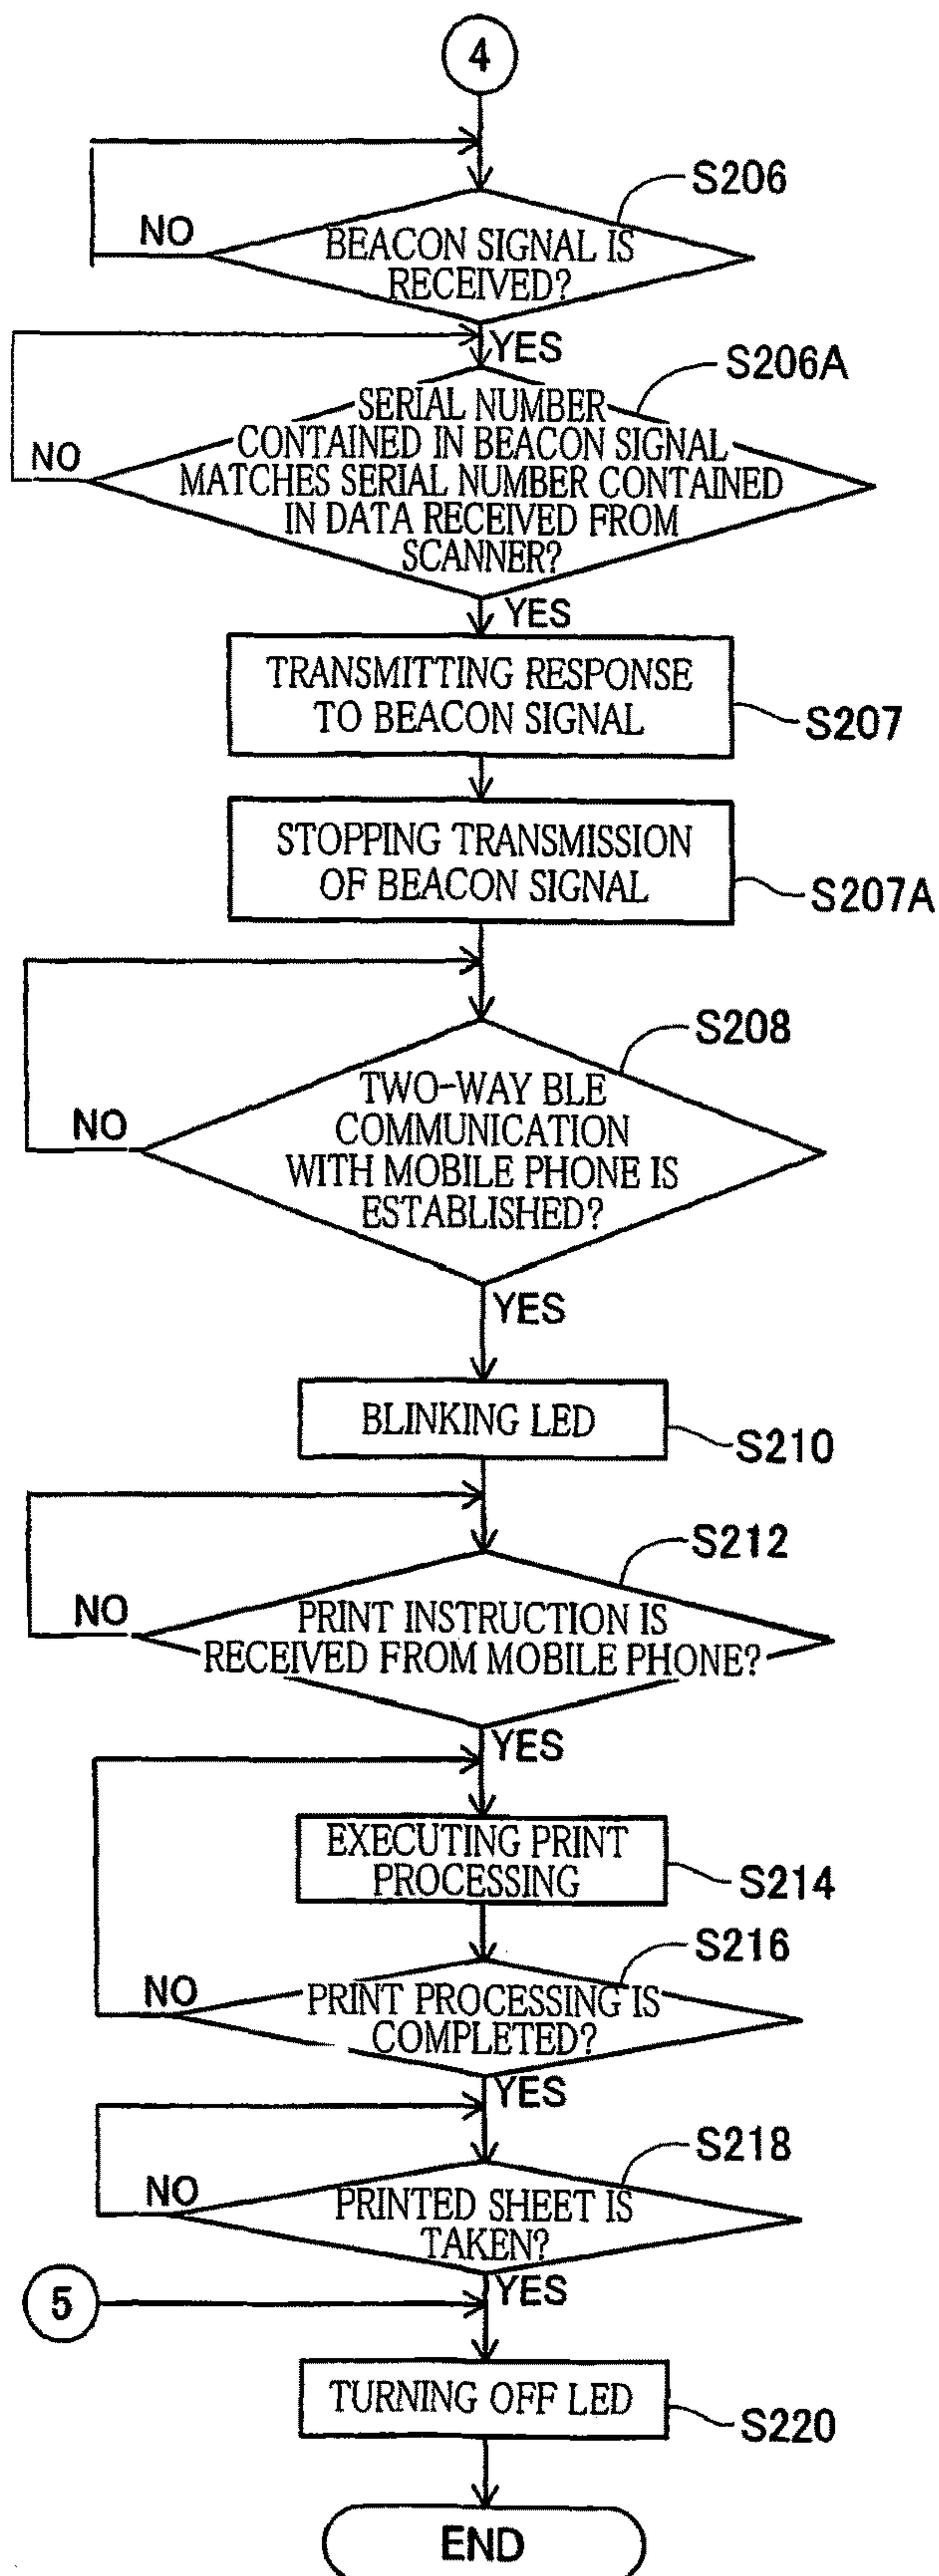 4
S206
NO
BEACON SIGNAL IS
RECEIVED?
YES
S206A
SERIAL NUMBER
CONTAINED IN BEACON SIGNAL
NO
MATCHES SERIAL NUMBER CONTAINED
IN DATA RECEIVED FROM
SCANNER?
YES
TRANSMITTING RESPONSE
TO BEACON SIGNAL
S207
STOPPING TRANSMISSION
OF BEACON SIGNAL
S207A
S208
TWO-WAY BLE
COMMUNICATION
NO
WITH MOBILE PHONE IS
ESTABLISHED?
YES
BLINKING LED
S210
S212
NO
PRINT INSTRUCTION IS
RECEIVED FROM MOBILE PHONE?
YES
EXECUTING PRINT
PROCESSING
S214
S216
NO
PRINT PROCESSING IS
COMPLETED?
YES
S218
NO
PRINTED SHEET IS
TAKEN?
YES
5
TURNING OFF LED
S220
END